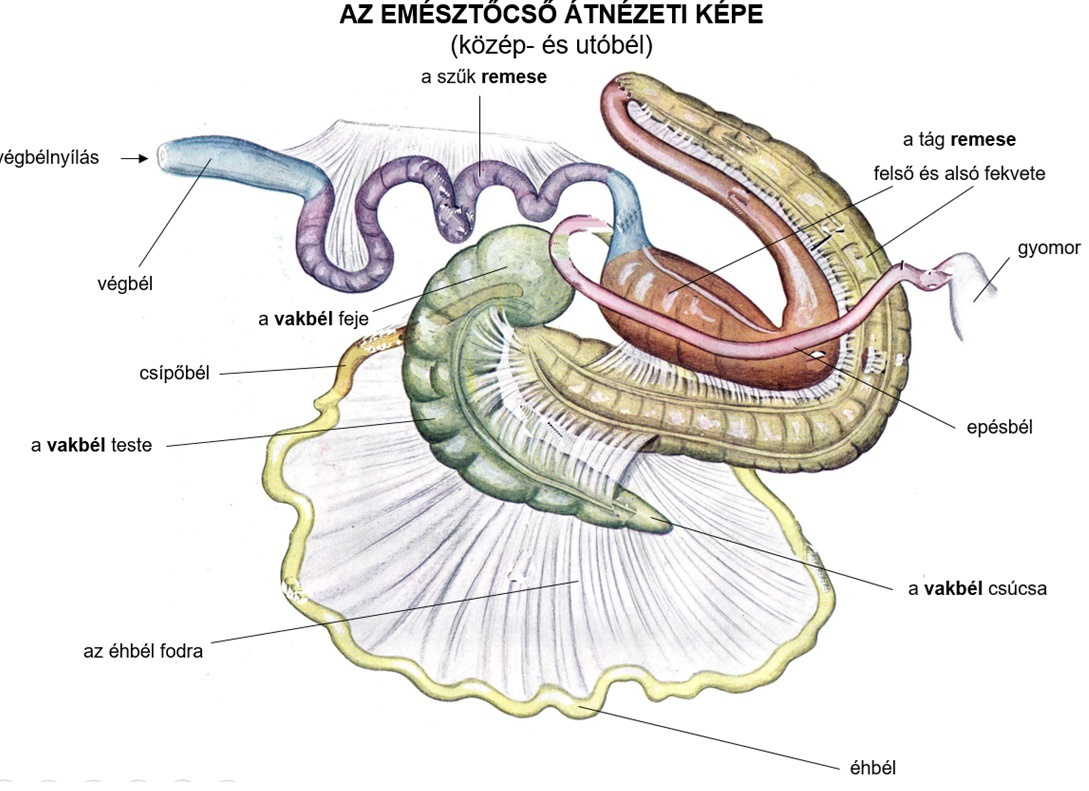 AZ EMÉSZTŐCSŐ ÁTNÉZETI KÉPE
(közép- és utóbél)
a szűk remese
a tág remese
felső és alsó fekvete
végbélnyílás
gyomor
végbél
a vakbél feje
csípőbél
epésbél
a vakbél teste
a vakbél csúcsa
az éhbél fodra
éhbél